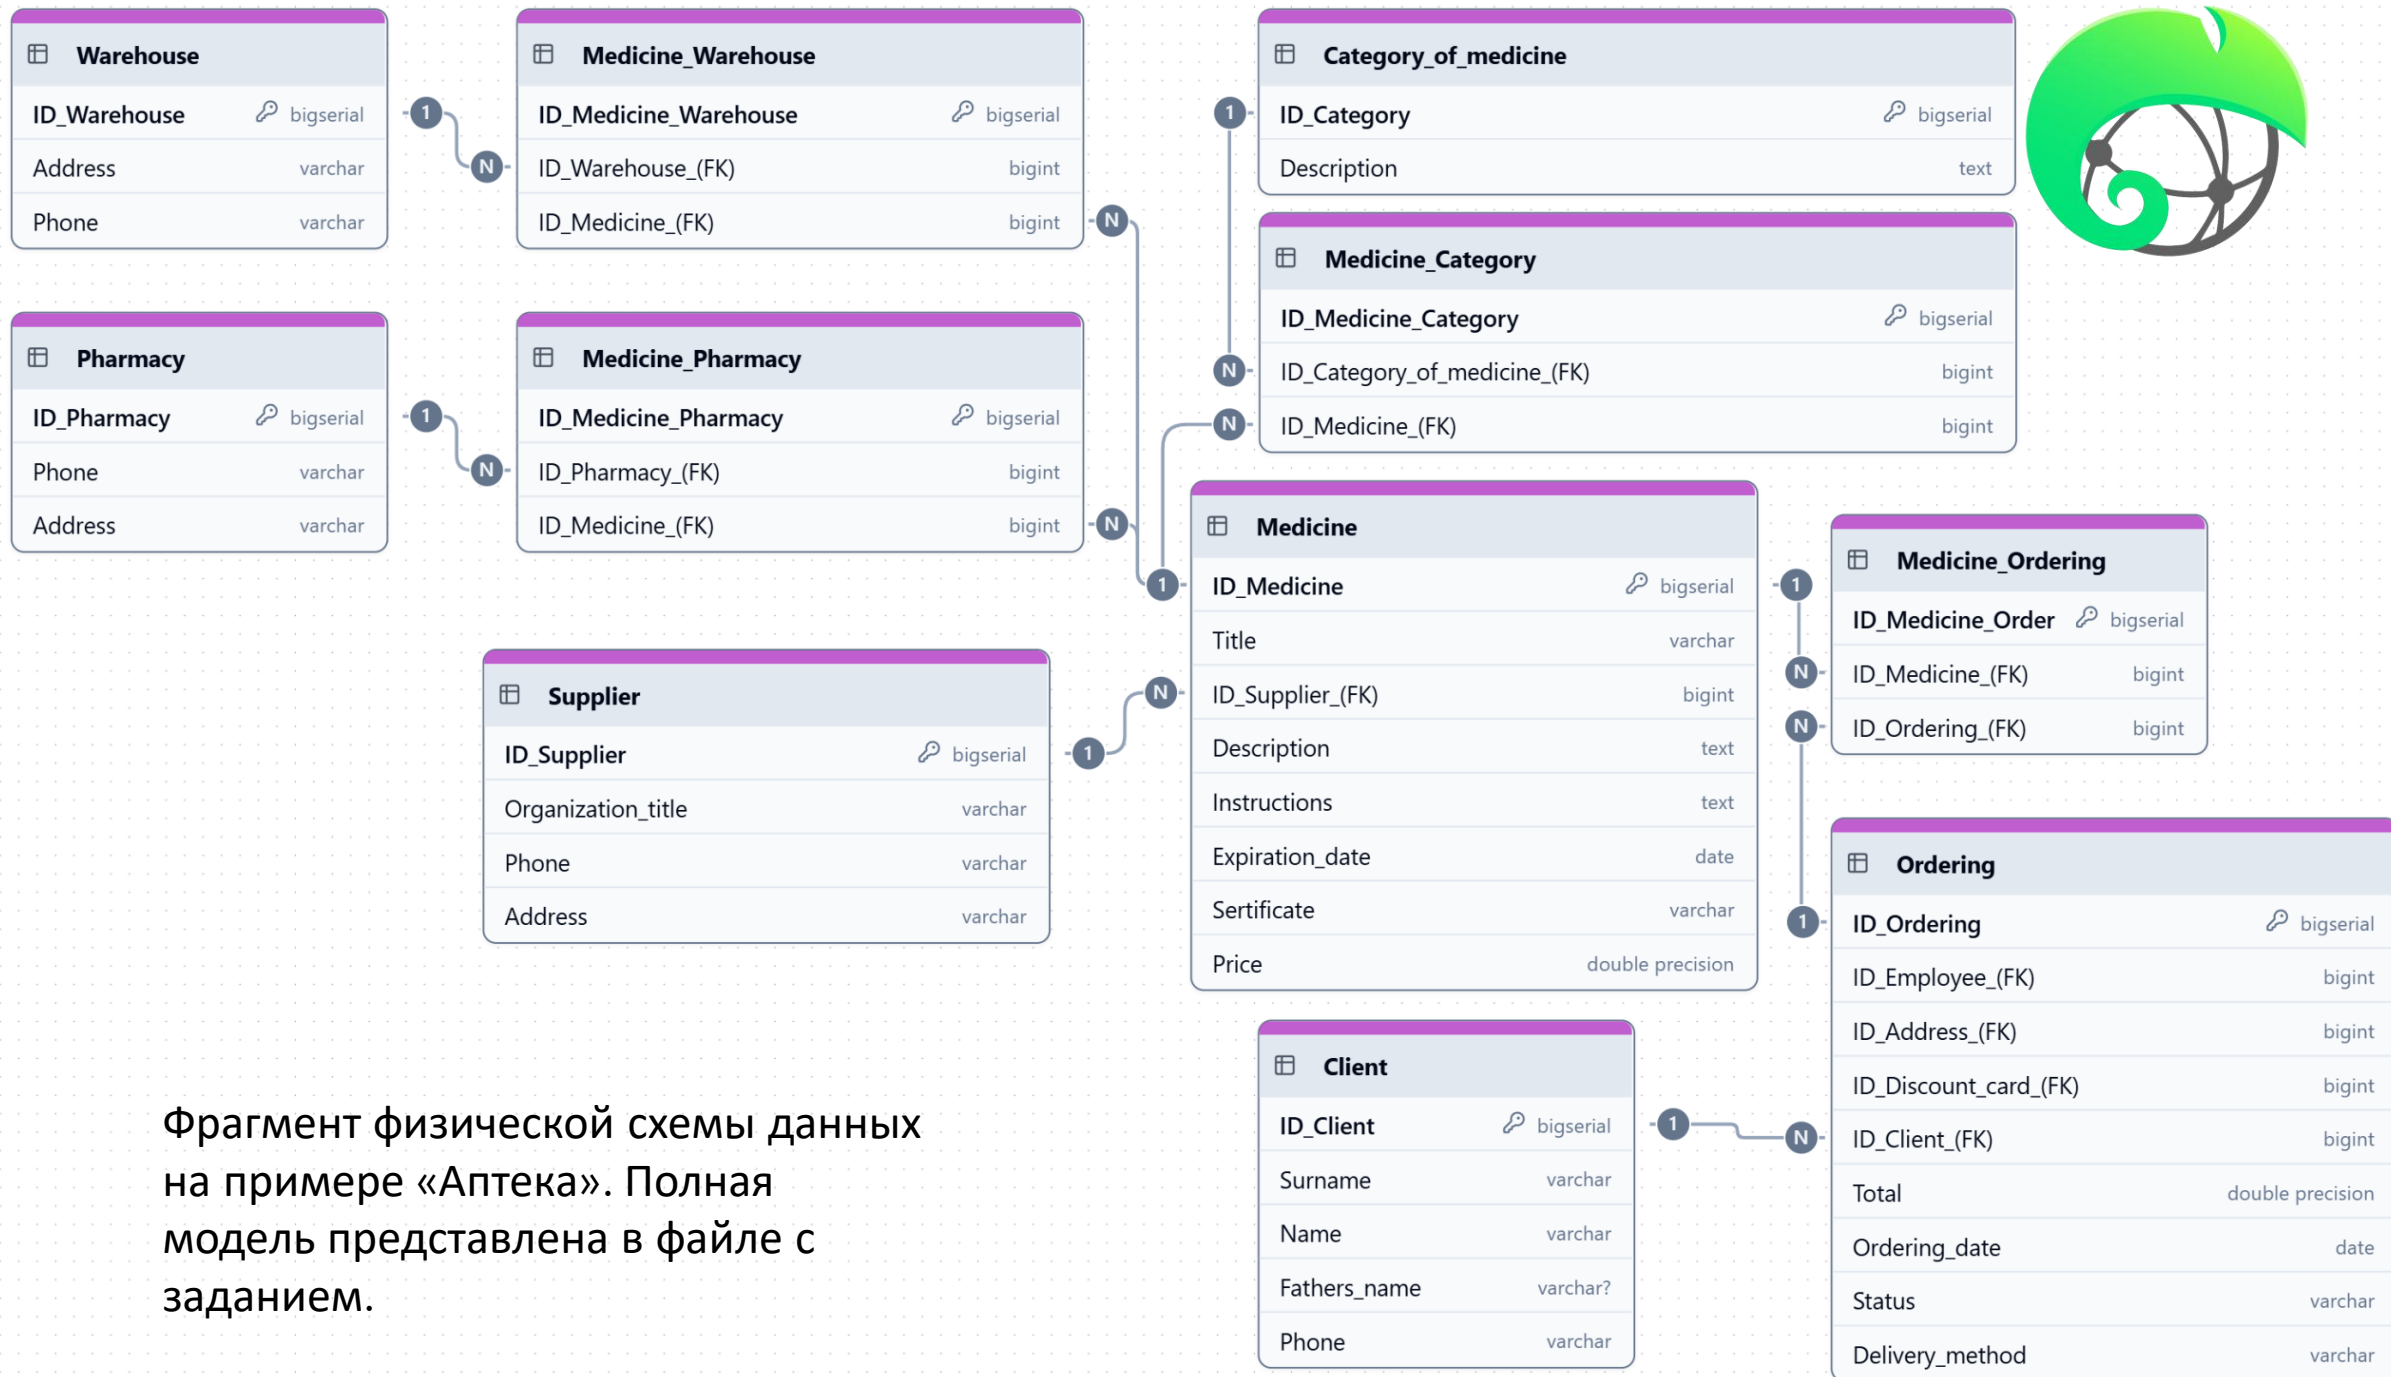 Warehouse
ID_Warehouse bigserial
Address varchar
Phone varchar
1
N
Medicine_Warehouse
ID_Medicine_Warehouse bigserial
ID_Warehouse_(FK) bigint
ID_Medicine_(FK) bigint
N
Category_of_medicine
1
ID_Category bigserial
Description text
Medicine_Category
ID_Medicine_Category bigserial
N
ID_Category_of_medicine_(FK) bigint
N
ID_Medicine_(FK) bigint
Pharmacy
ID_Pharmacy bigserial
Phone varchar
Address varchar
1
N
Medicine_Pharmacy
ID_Medicine_Pharmacy bigserial
ID_Pharmacy_(FK) bigint
ID_Medicine_(FK) bigint
N
1
Medicine
ID_Medicine bigserial
Title varchar
N
ID_Supplier_(FK) bigint
Description text
Instructions text
Expiration_date date
Sertificate varchar
Price double precision
1
N
N
1
Medicine_Ordering
ID_Medicine_Order bigserial
ID_Medicine_(FK) bigint
ID_Ordering_(FK) bigint
Supplier
ID_Supplier bigserial
Organization_title varchar
Phone varchar
Address varchar
1
Ordering
ID_Ordering bigserial
ID_Employee_(FK) bigint
ID_Address_(FK) bigint
ID_Discount_card_(FK) bigint
ID_Client_(FK) bigint
Total double precision
Ordering_date date
Status varchar
Delivery_method varchar
Client
ID_Client bigserial
Surname varchar
Name varchar
Fathers_name varchar?
Phone varchar
1
N
Фрагмент физической схемы данных
на примере «Аптека». Полная
модель представлена в файле с
заданием.